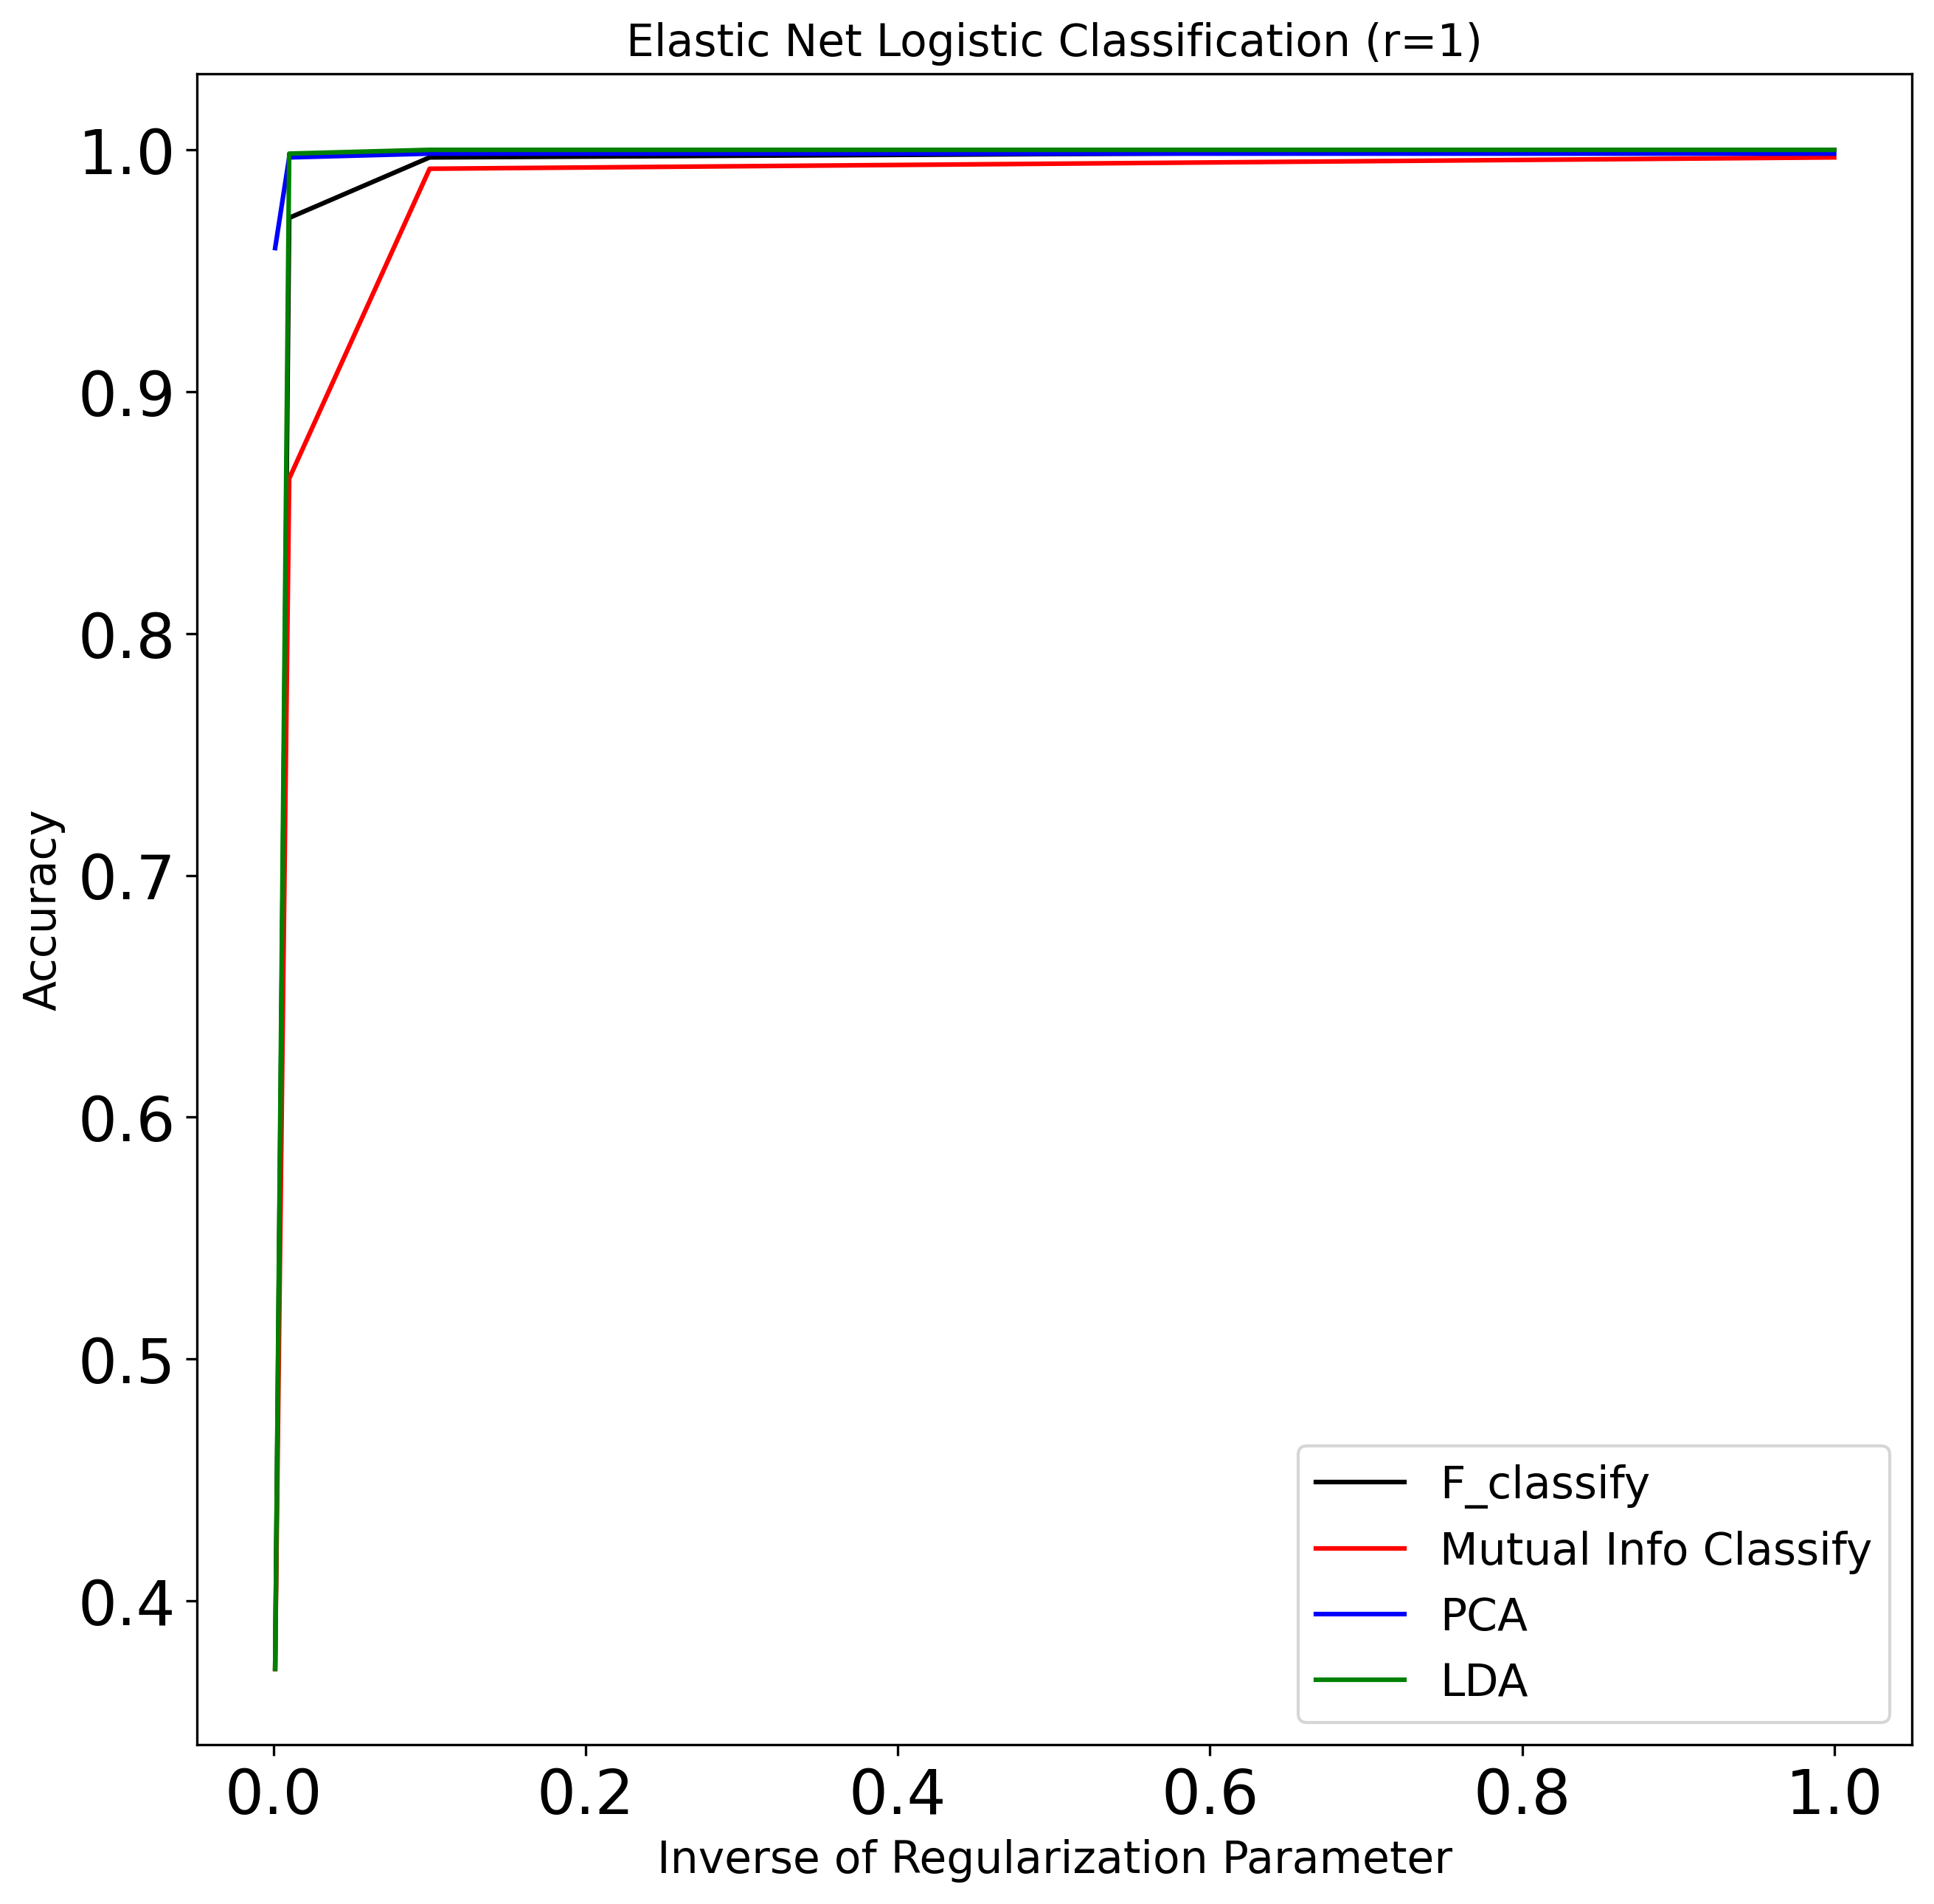 Elastic Net Logistic Classification (r=1)
1.0
0.9
0.8
0.7
0.6
0.5
0.4
Accuracy
0.0 0.2 0.4 0.6 0.8 1.0
Inverse of Regularization Parameter
F_classify
Mutual Info Classify
PCA
LDA